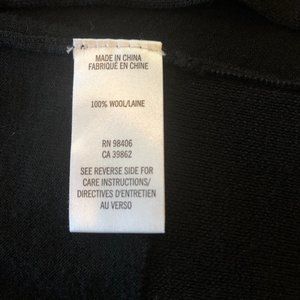 MADE IN CHINA
FABRIQUÉ EN CHINE
100% WOOL/LAINE
RN 98406
CA 39862
SEE REVERSE SIDE FOR
CARE INSTRUCTIONS/
DIRECTIVES D'ENTRETIEN
AU VERSO